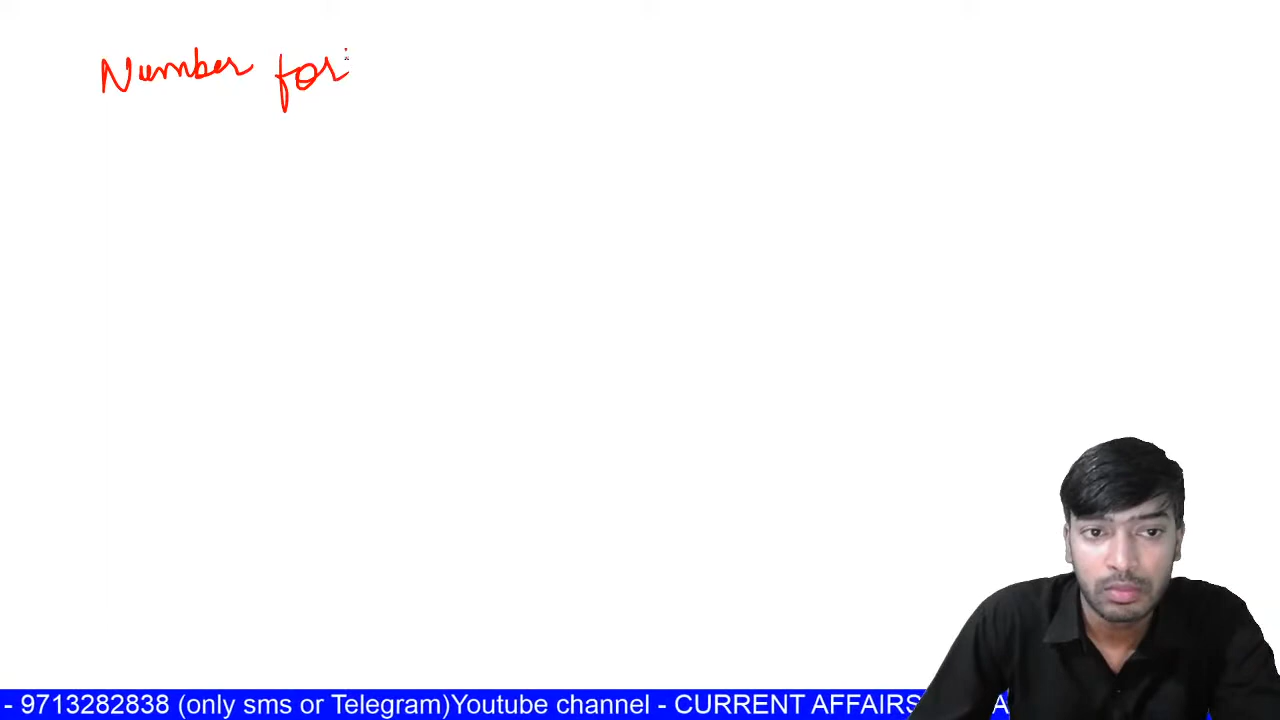 Number for
- 9713282838 (only sms or Telegram)Youtube channel - CURRENT AFFAIRS